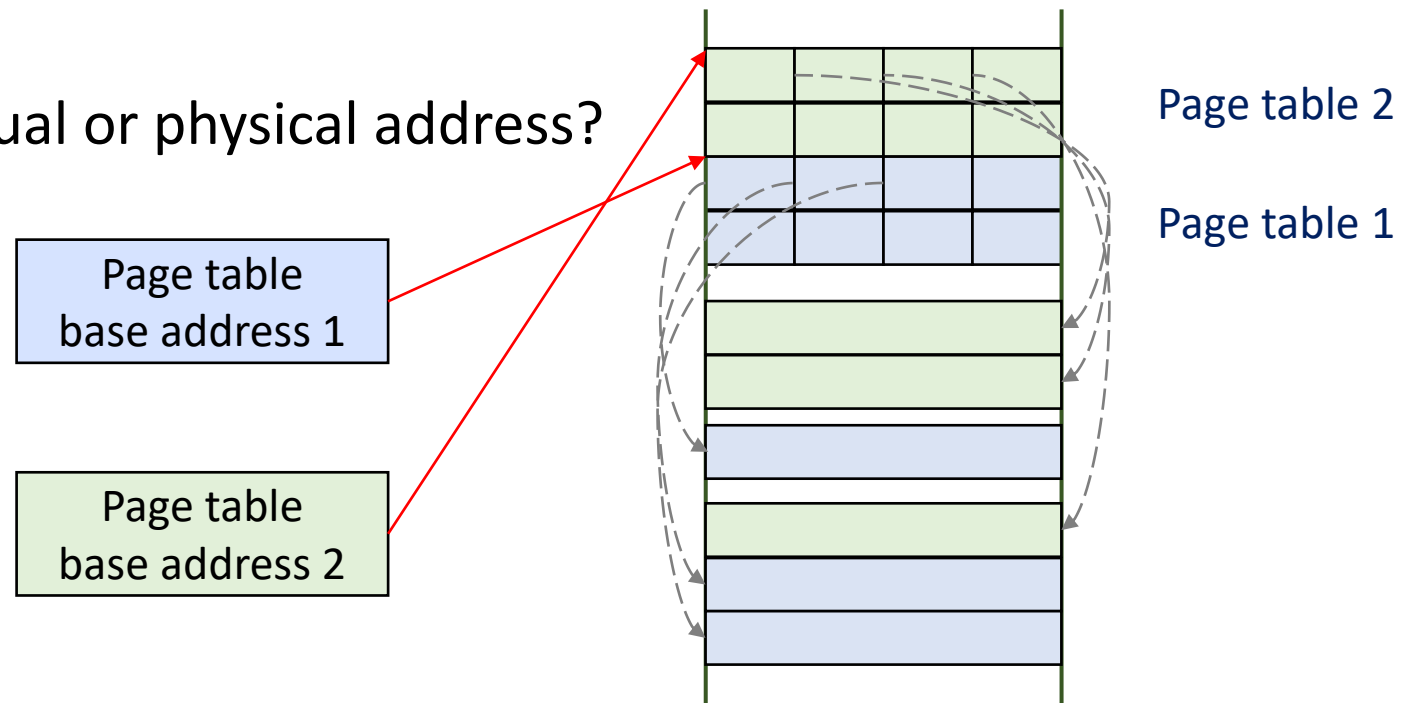 ual or physical address?
Page table
base address 1
Page table
base address 2
Page table 2
Page table 1